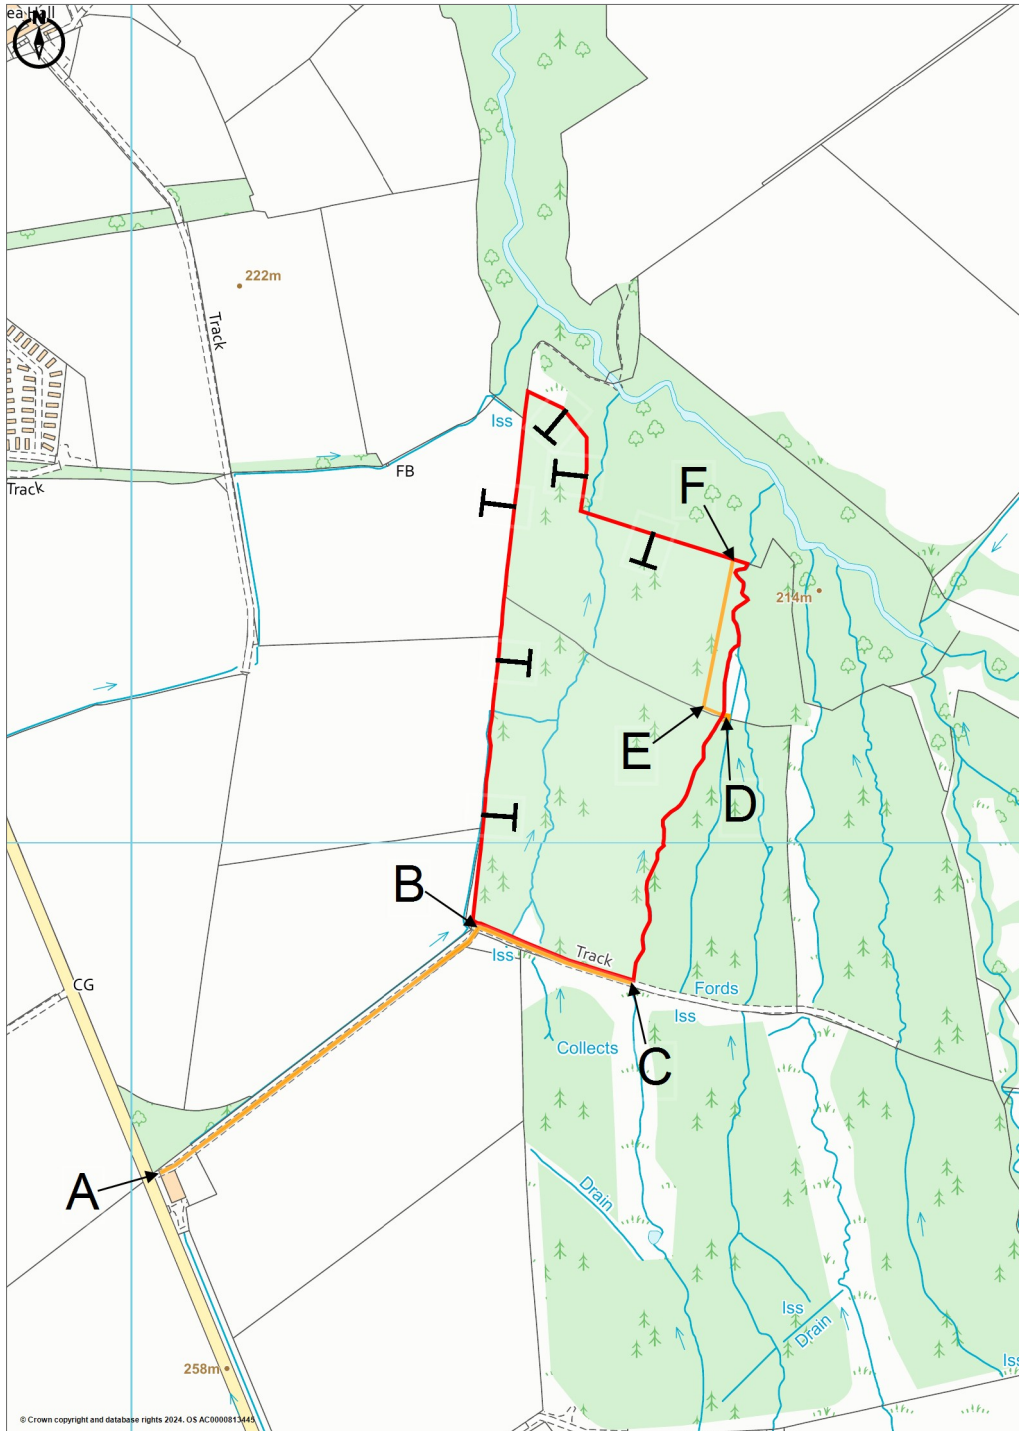 ea Hall
N
222m
Track
Iss
FB
Track
F
214m
E
D
B
Iss
Track
CG
Fords
Iss
Collects
C
A
Drain
Iss
Drain
Iss
258m
© Crown copyright and database rights 2024. OS AC0000813445